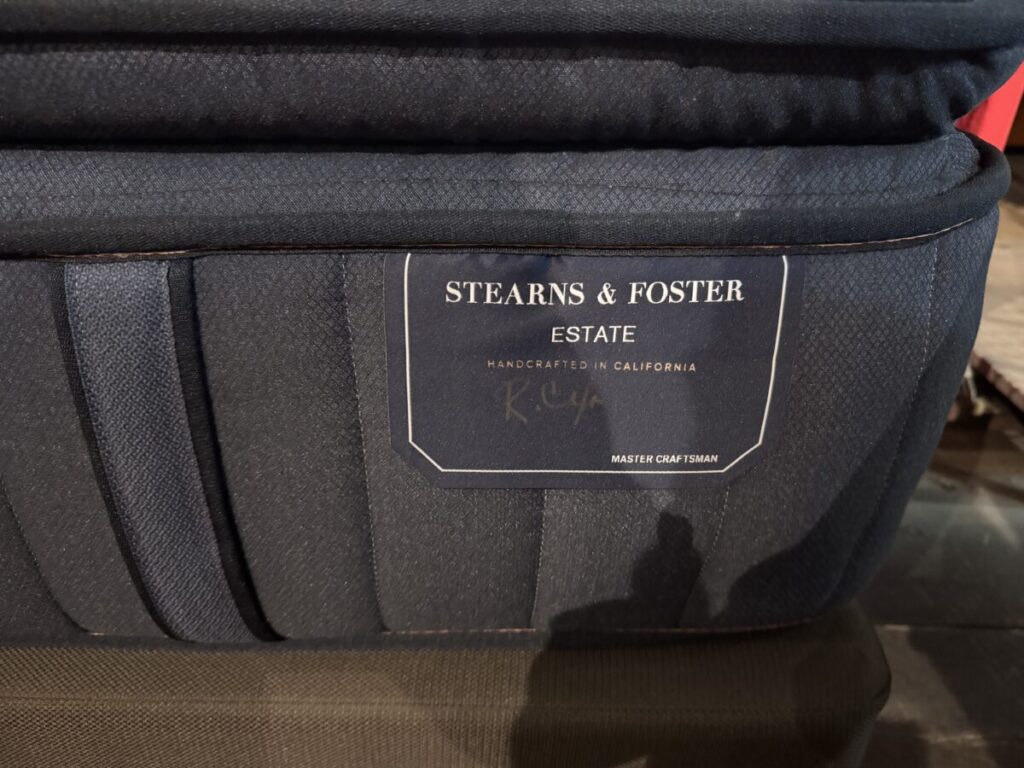 STEARNS & FOSTER
ESTATE
HANDCRAFTED IN CALIFORNIA
MASTER CRAFTSMAN